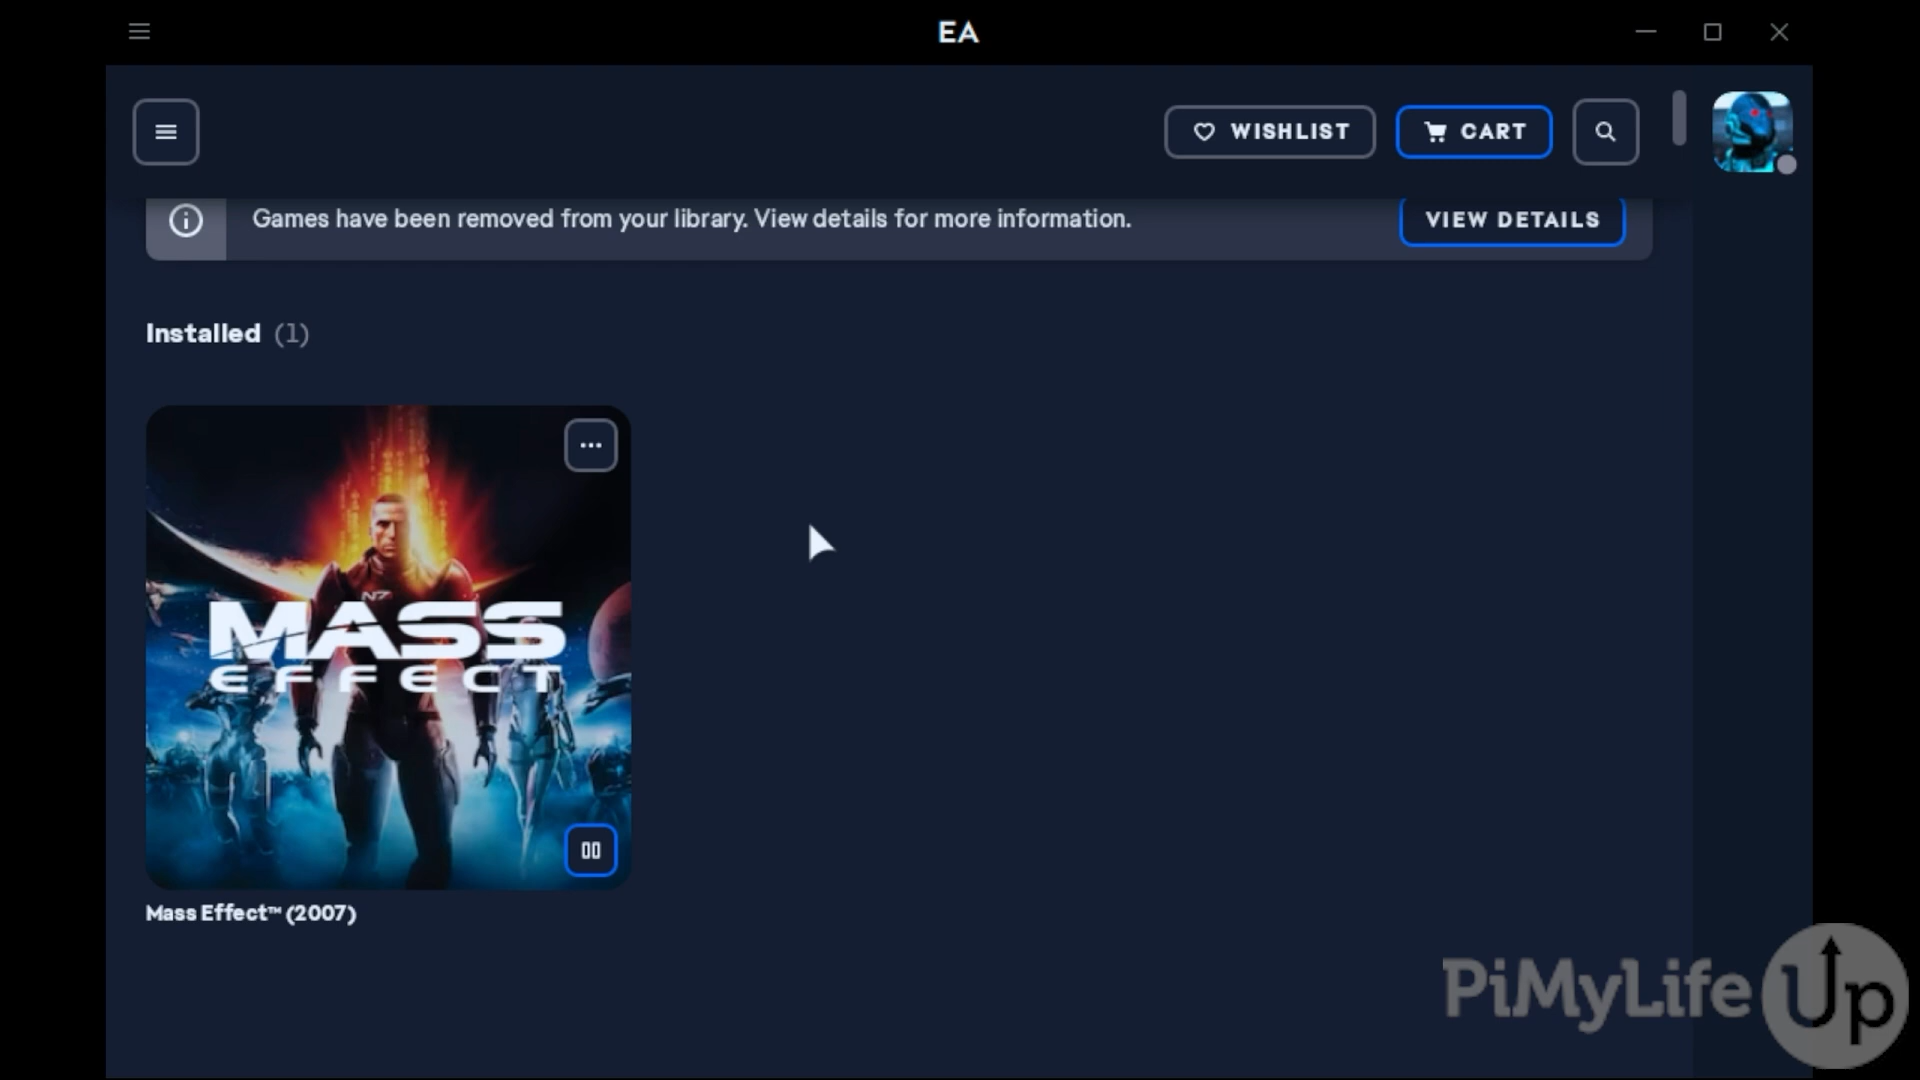 EA
WISHLIST
CART
Games have been removed from your library. View details for more information.
VIEW DETAILS
Installed (1)
N7
MASS
EFFECT
Mass Effect™ (2007)
PiMyLifeUp